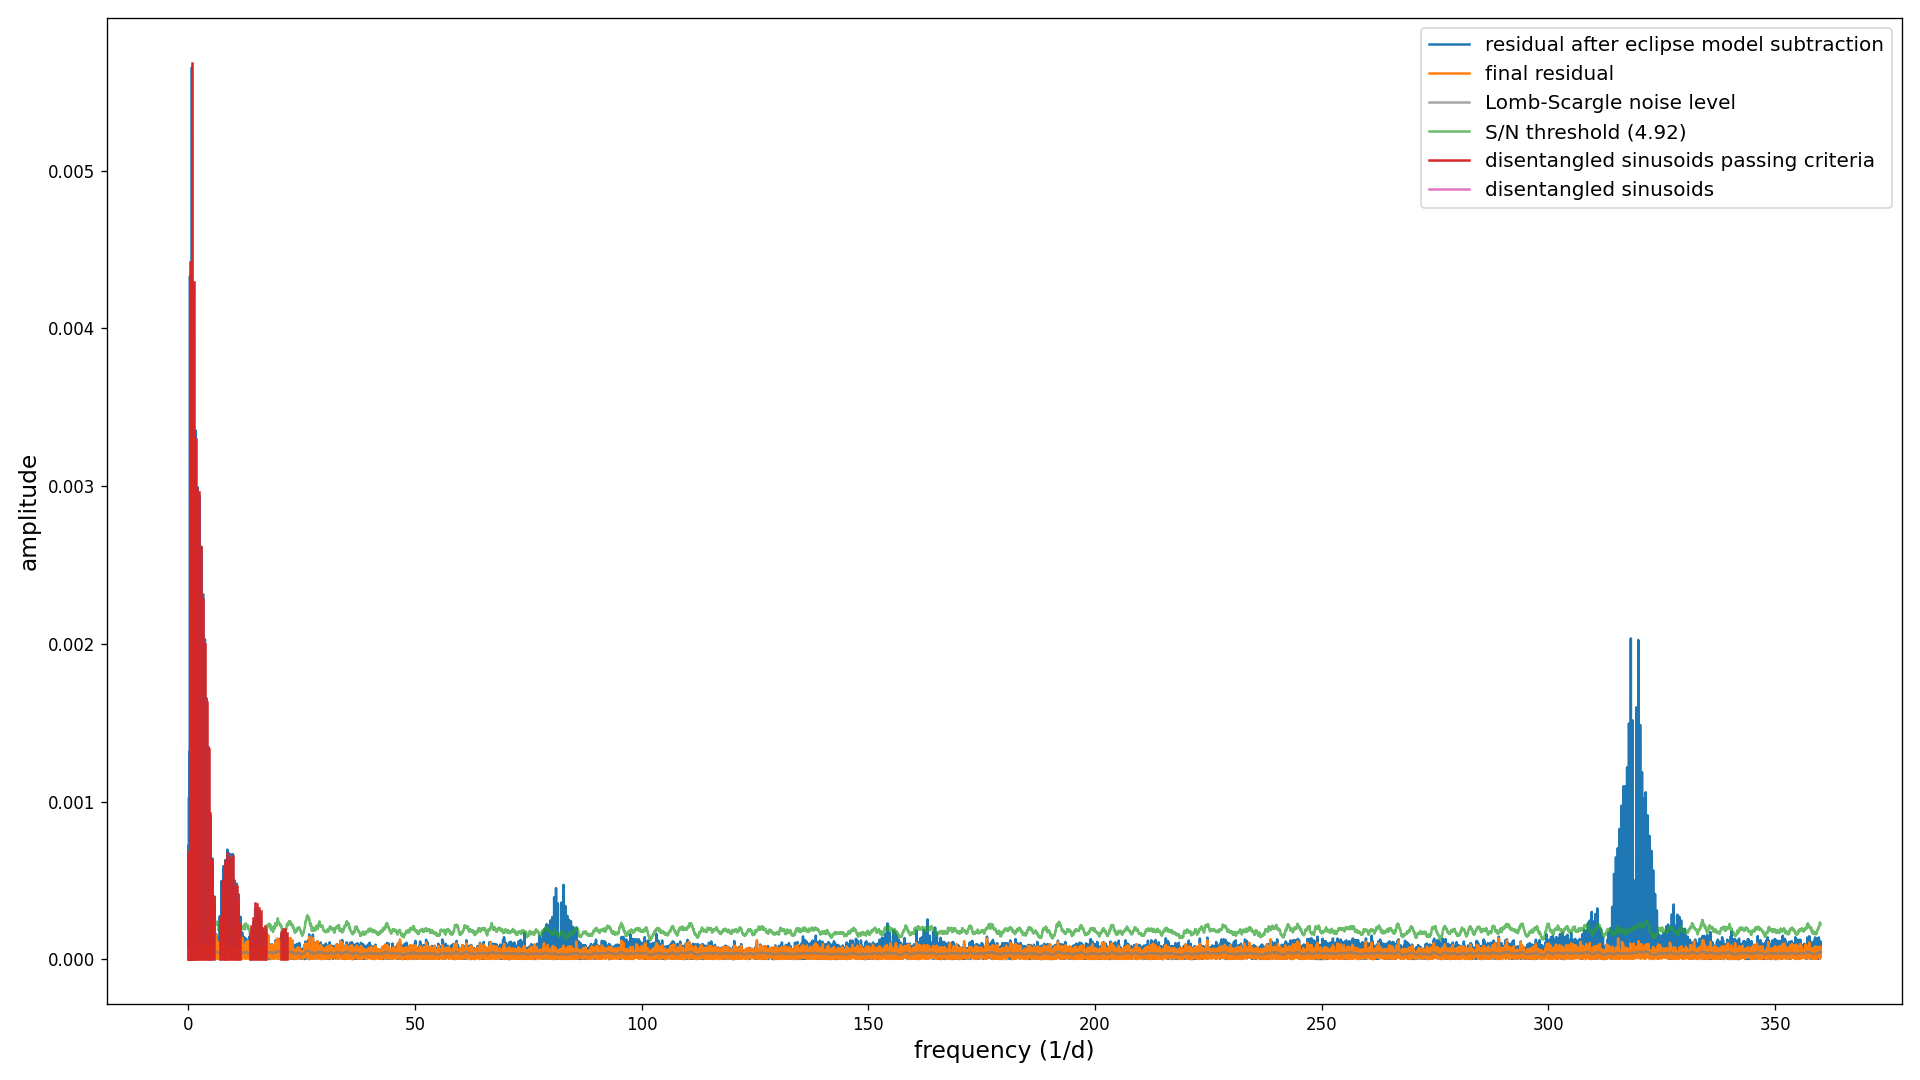 residual after eclipse model subtraction
final residual
Lomb-Scargle noise level
S/N threshold (4.92)
disentangled sinusoids passing criteria
disentangled sinusoids
amplitude
0.005
0.004
0.003
0.002
0.001
0.000
0 50 100 150 200 250 300 350
frequency (1/d)